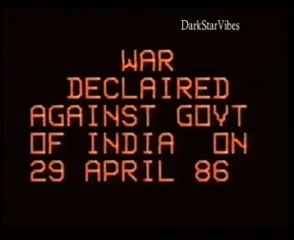 DarkStarVibes
WAR
DECLAIRED
AGAINST GOVT
OF INDIA ON
29 APRIL 86